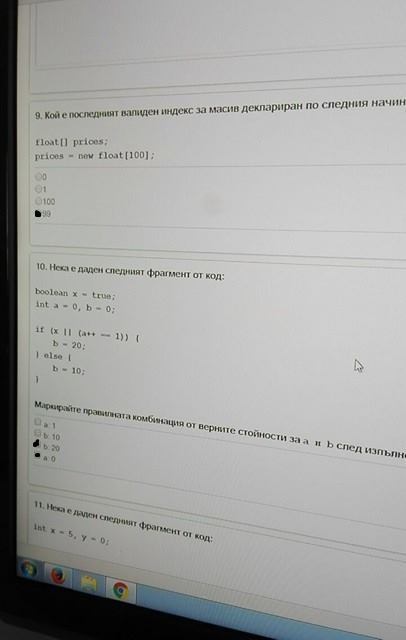 9. Кой е последният валиден индекс за масив деклариран по следния начин
float[] prices;
prices = new float[100];
0
1
100
99
10. Нека е даден следният фрагмент от код:
boolean x = true;
int a = 0, b = 0;
if (x || (a++ == 1)) {
b = 20;
} else {
b = 10;
}
Маркирайте правилната комбинация от верните стойности за a и b след
a: 1
b: 10
b: 20
a: 0
11. Нека е даден следният фрагмент от код:
int x = 5, y = 0;